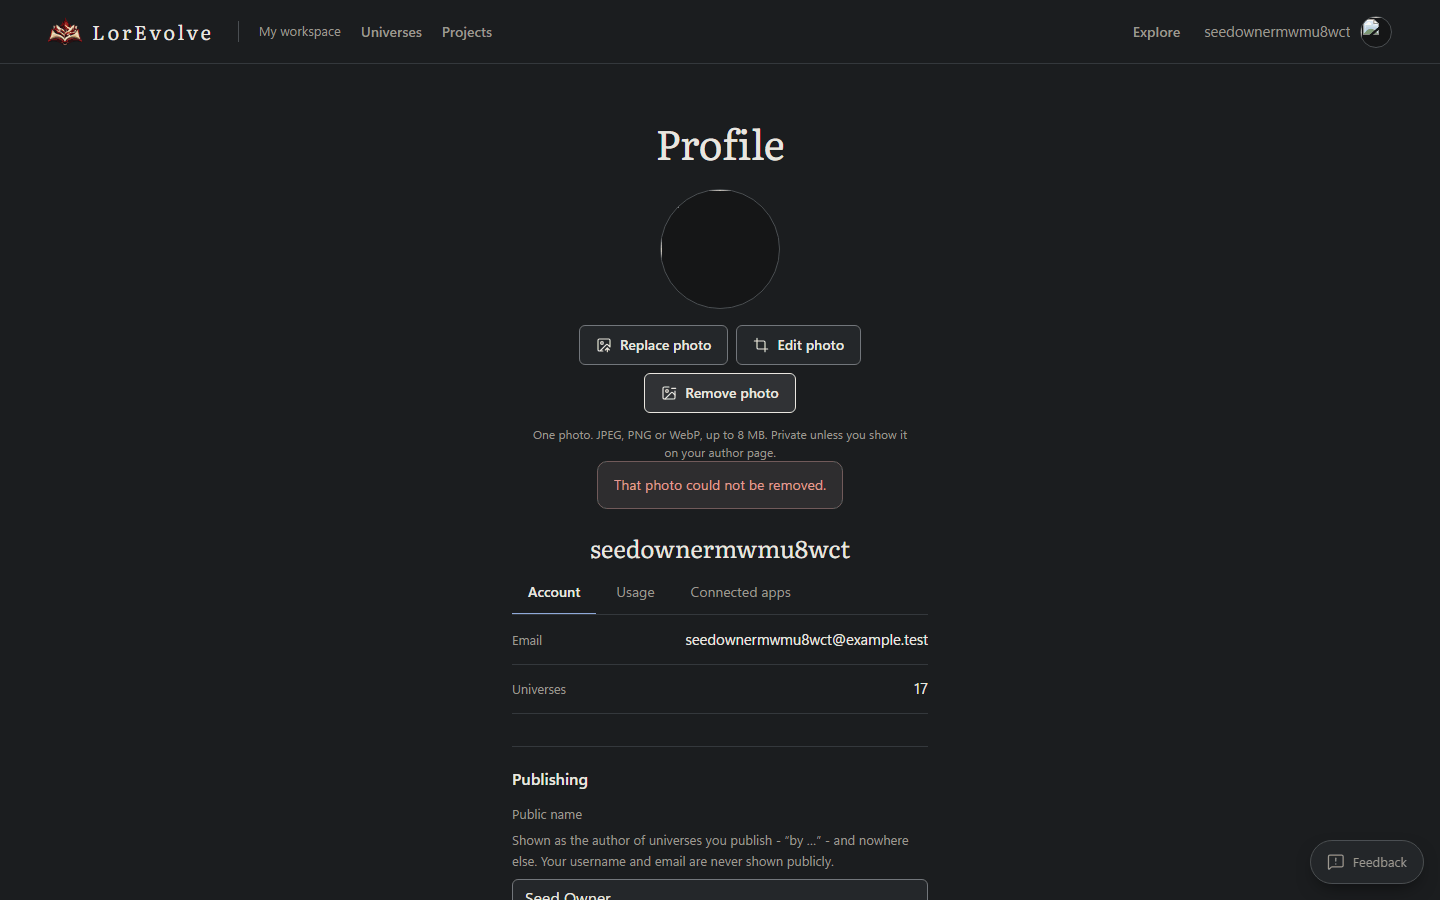 LorEvolve
My workspace
Universes
Projects
Explore
seedownermwmu8wct
Profile
Replace photo
Edit photo
Remove photo
One photo. JPEG, PNG or WebP, up to 8 MB. Private unless you show it
on your author page.
That photo could not be removed.
seedownermwmu8wct
Account
Usage
Connected apps
Email
seedownermwmu8wct@example.test
Universes
17
Publishing
Public name
Shown as the author of universes you publish - “by ...” - and nowhere
else. Your username and email are never shown publicly.
Seed Owner
Feedback